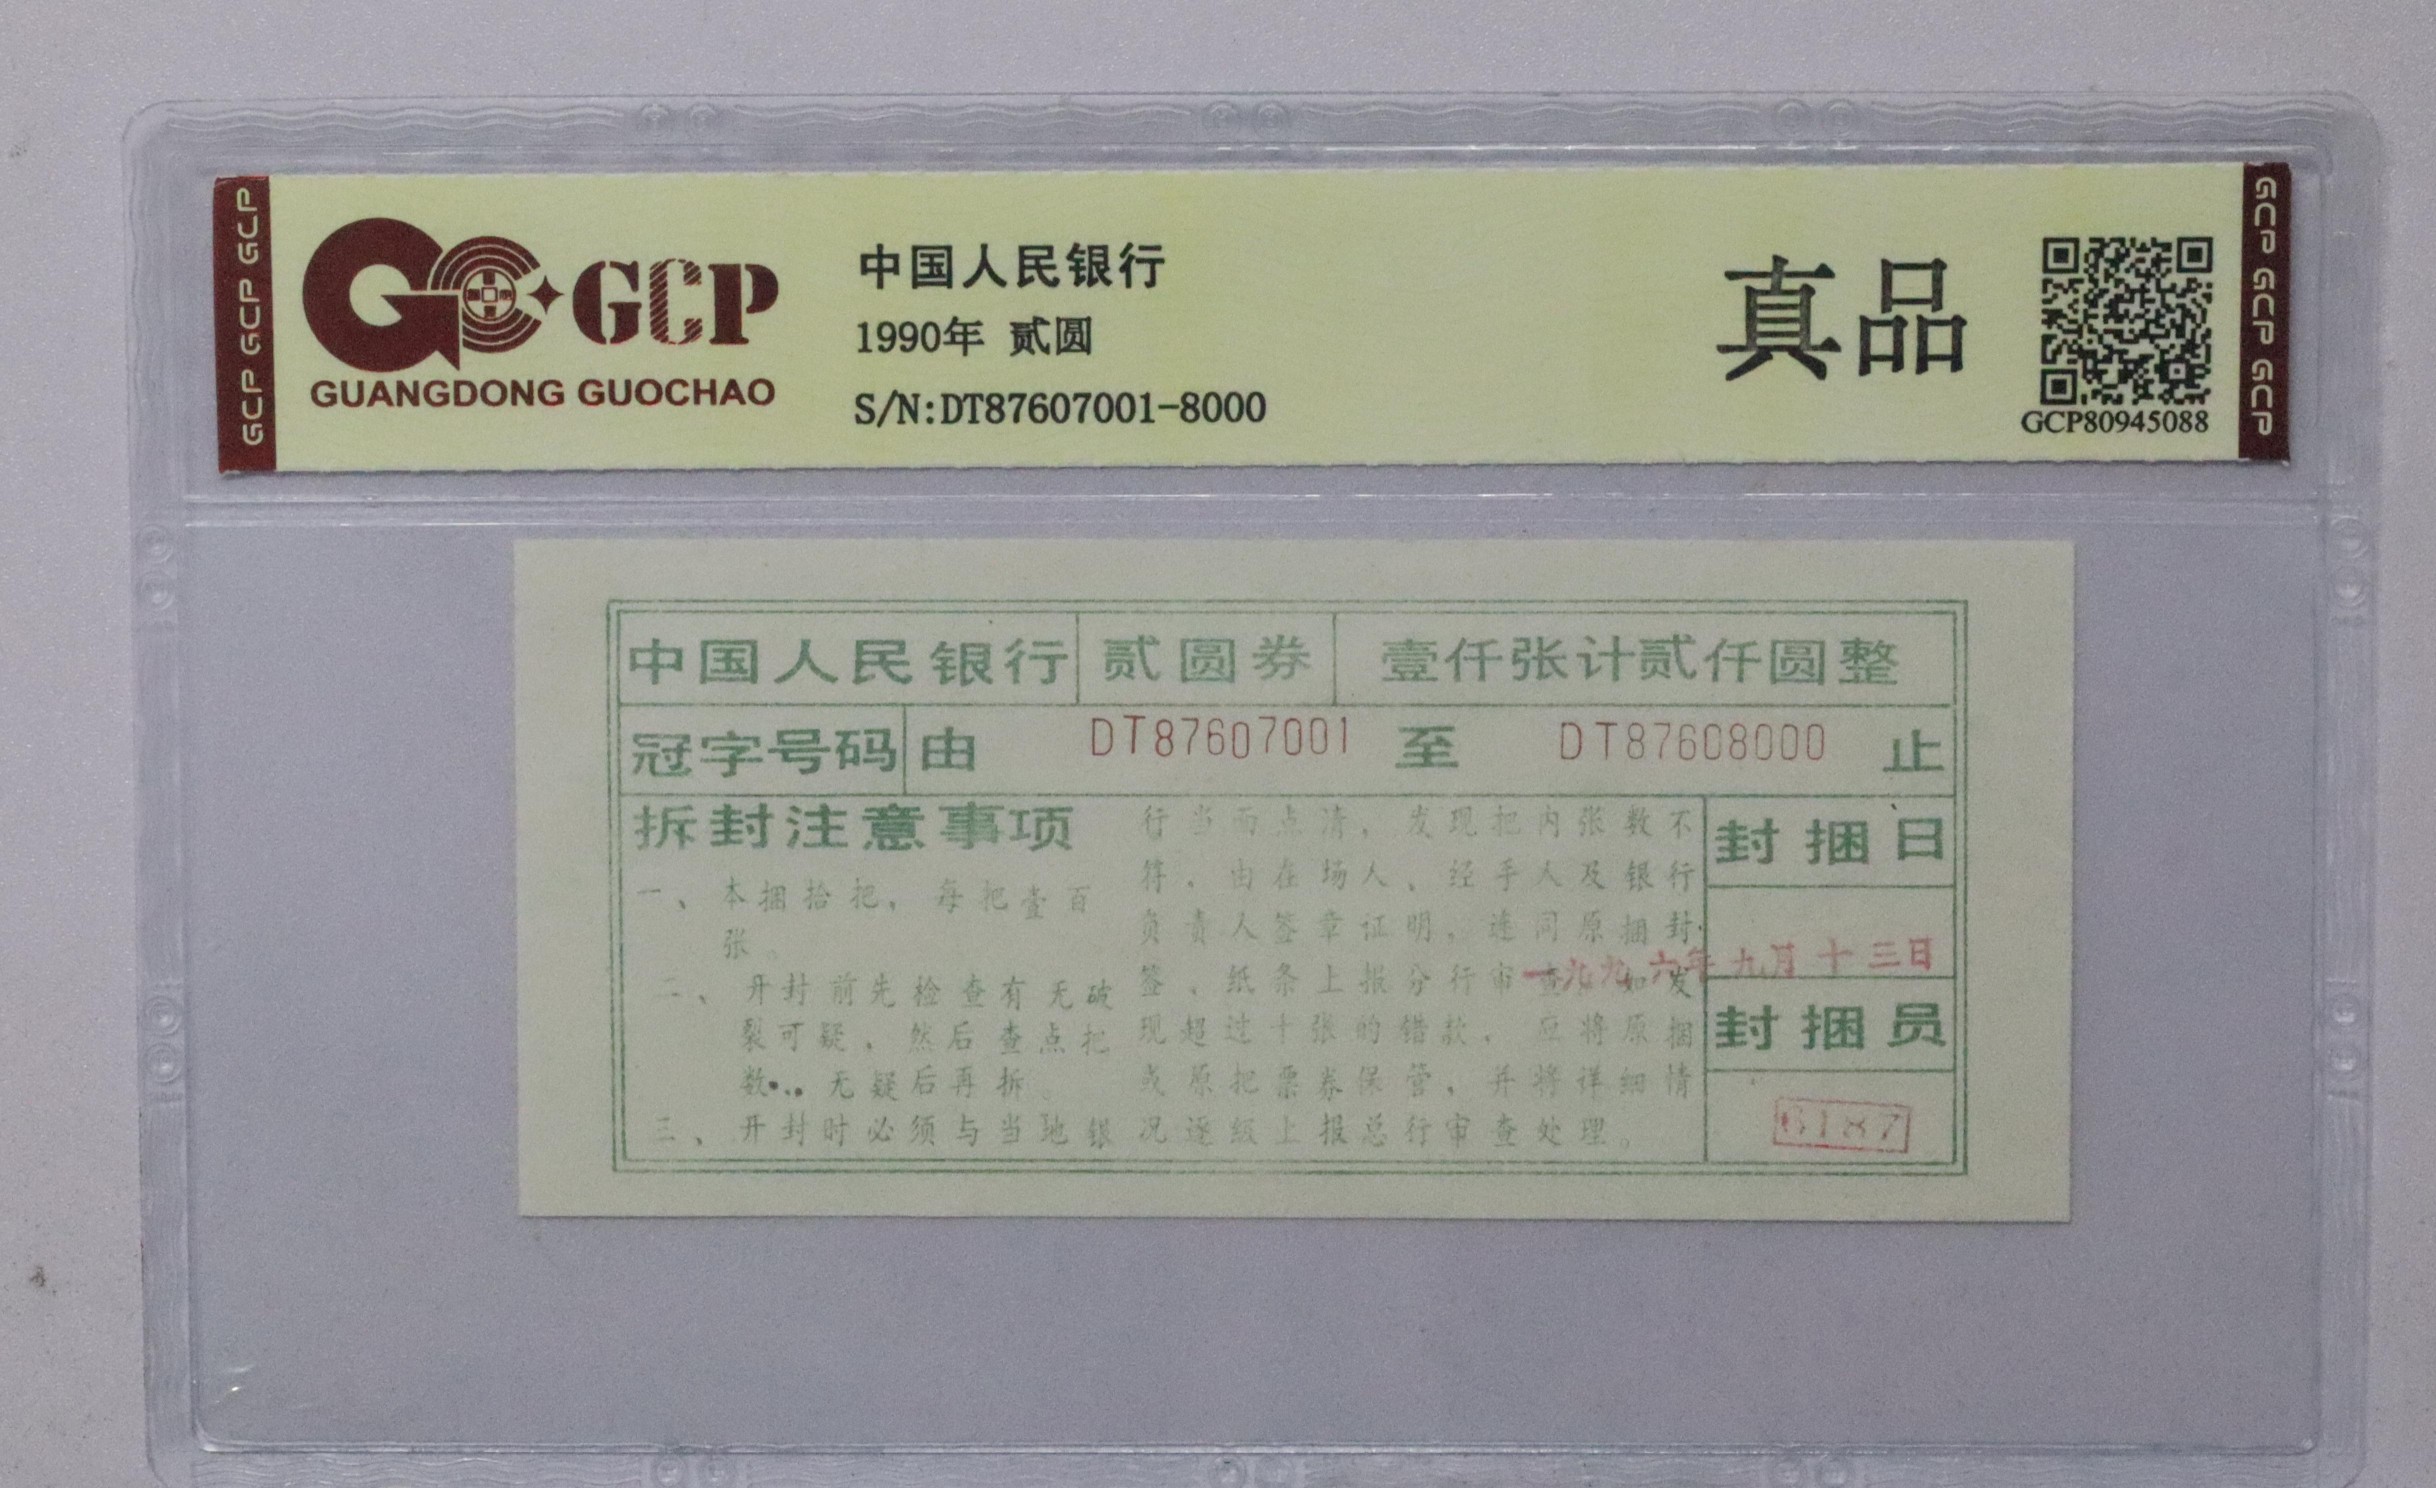 GCP GCP GCP
GCP
GUANGDONG GUOCHAO
中国人民银行
1990年 贰圆
S/N:DT87607001-8000
真品
GCP80945088
GCP GCP GCP
中国人民银行 贰圆券 壹仟张计贰仟圆整
冠字号码 由 DT87607001 至 DT87608000 止
拆封注意事项
一、本捆拾把,每把壹百
张。
二、开封前先检查有无破
裂可疑,然后查点把
数 无疑后再拆。
三、开封时必须与当地银
行当面点清,发现把内张数不
符,由在场人、经手人及银行
负责人签章证明,连同原捆封
签、纸条上报分行审查 如发
现超过十张的错款,应将原捆
或原把票券保管,并将详细情
况逐级上报总行审查处理。
封捆日
一九九六年九月十三日
封捆员